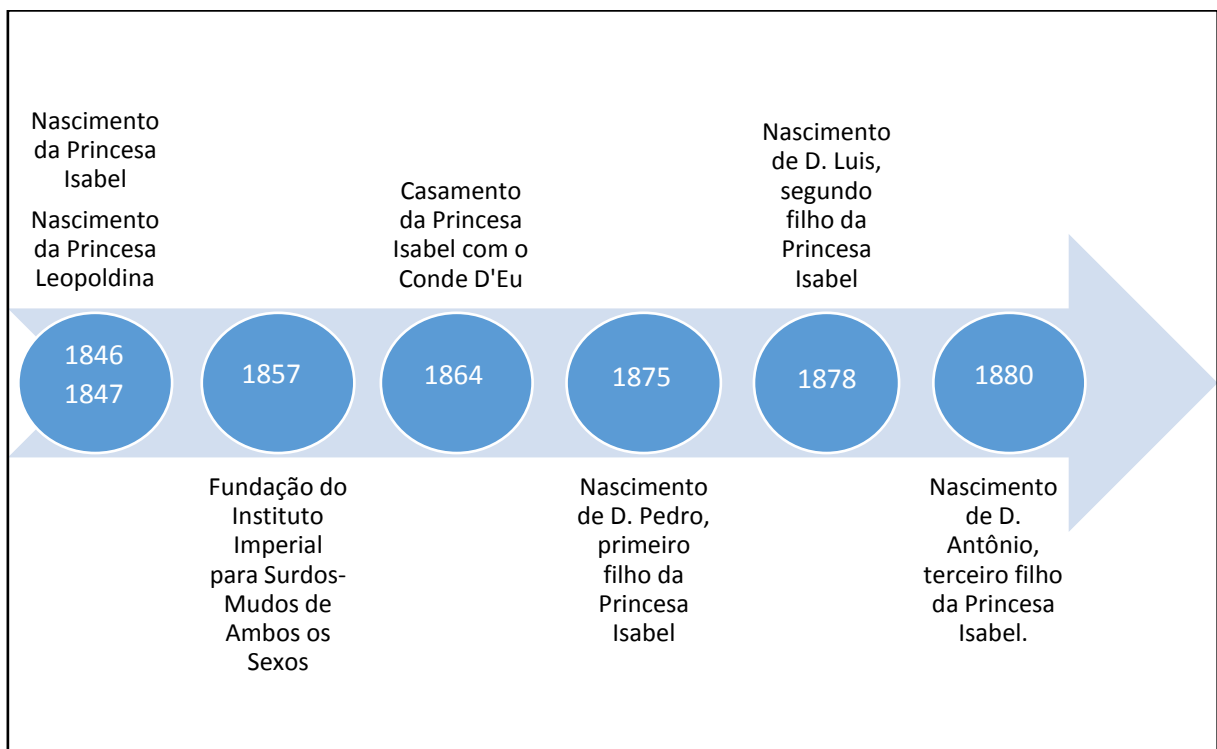 Nascimento
da Princesa
Isabel
Nascimento
da Princesa
Leopoldina
1846
1847
1857
Fundação do
Instituto
Imperial
para Surdos-
Mudos de
Ambos os
Sexos
Casamento
da Princesa
Isabel com o
Conde D'Eu
1864
1875
Nascimento
de D. Pedro,
primeiro
filho da
Princesa
Isabel
Nascimento
de D. Luis,
segundo
filho da
Princesa
Isabel
1878
1880
Nascimento
de D.
Antônio,
terceiro filho
da Princesa
Isabel.